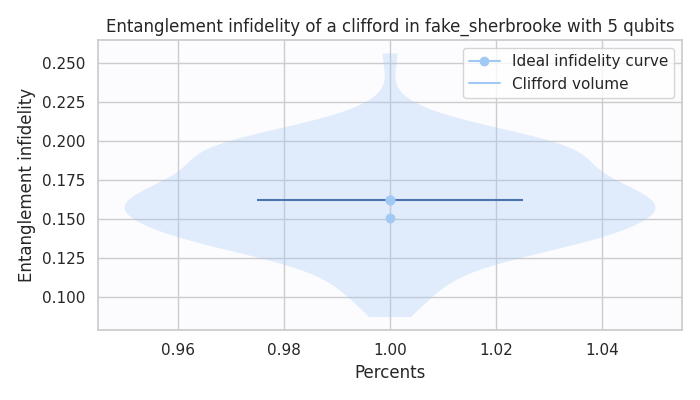 Entanglement infidelity of a clifford in fake_sherbrooke with 5 qubits
Ideal infidelity curve
Clifford volume
Entanglement infidelity
0.250
0.225
0.200
0.175
0.150
0.125
0.100
0.96
0.98
1.00
1.02
1.04
Percents